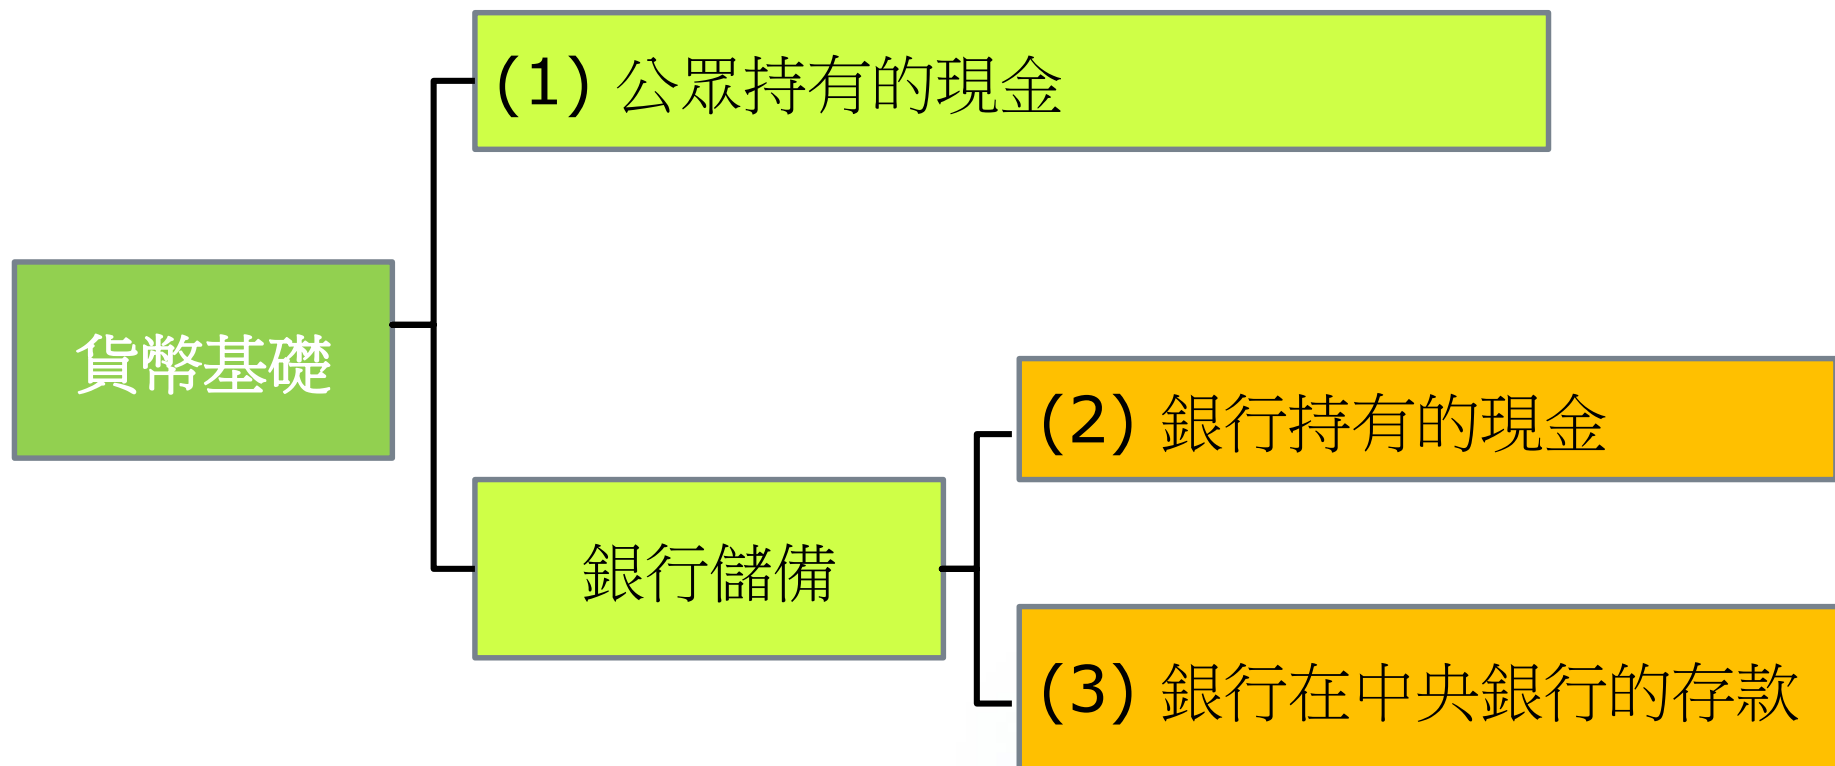 (1) 公眾持有的現金
貨幣基礎
(2) 銀行持有的現金
銀行儲備
(3) 銀行在中央銀行的存款